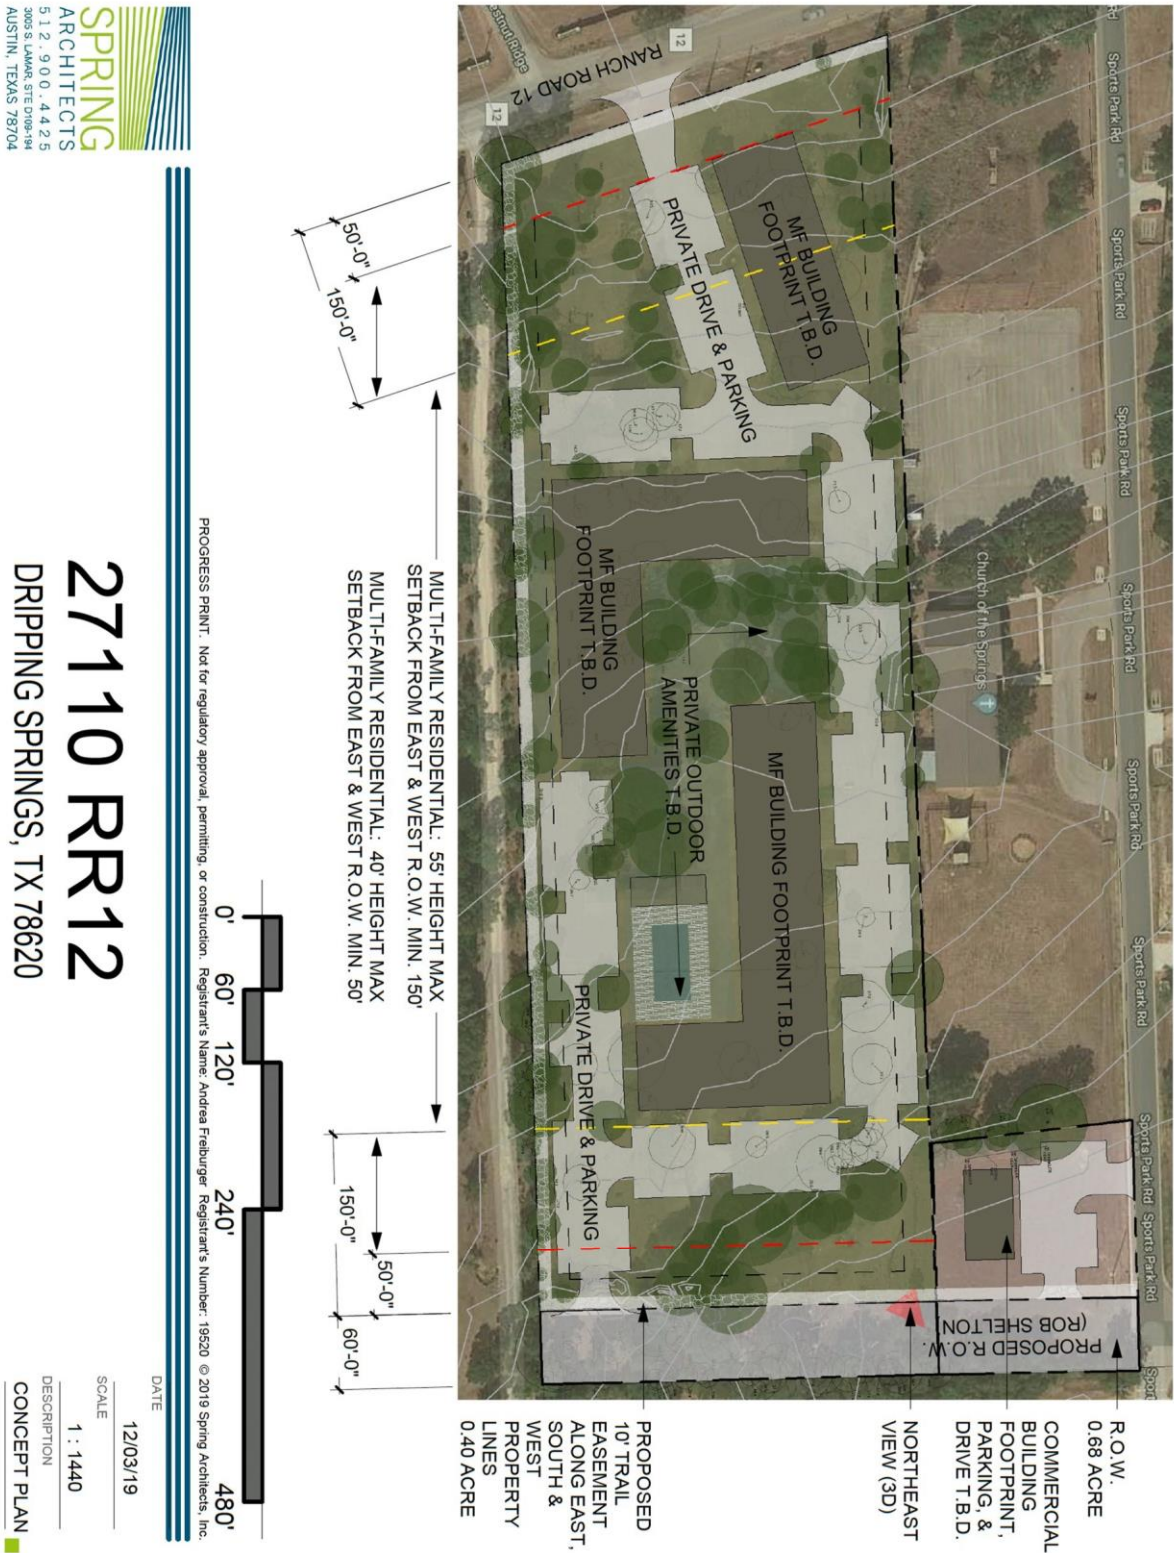 RANCH ROAD 12
12
12
Sports Park Rd
Sports Park Rd
Sports Park Rd
Sports Park Rd
Sports Park Rd
Sports Park Rd
Sports Park Rd
Sports Park Rd
Church of the Springs
MF BUILDING
FOOTPRINT T.B.D.
PRIVATE DRIVE & PARKING
MF BUILDING
FOOTPRINT T.B.D.
PRIVATE OUTDOOR
AMENITIES T.B.D.
MF BUILDING FOOTPRINT T.B.D.
PRIVATE DRIVE & PARKING
PROPOSED R.O.W.
(ROB SHELTON)
R.O.W.
0.68 ACRE
COMMERCIAL
BUILDING
FOOTPRINT,
PARKING, &
DRIVE T.B.D.
NORTHEAST
VIEW (3D)
PROPOSED
10' TRAIL
EASEMENT
ALONG EAST,
SOUTH &
WEST
PROPERTY
LINES
0.40 ACRE
50'-0"
150'-0"
MULTI-FAMILY RESIDENTIAL: 55' HEIGHT MAX
SETBACK FROM EAST & WEST R.O.W. MIN. 150'
MULTI-FAMILY RESIDENTIAL: 40' HEIGHT MAX
SETBACK FROM EAST & WEST R.O.W. MIN. 50'
150'-0"
50'-0"
60'-0"
0' 60' 120' 240' 480'
PROGRESS PRINT. Not for regulatory approval, permitting, or construction. Registrant's Name: Andrea Freiburger Registrant's Number: 19520 © 2019 Spring Architects, Inc.
SPRING
ARCHITECTS
512.900.4425
3005 S. LAMAR, STE D109-194
AUSTIN, TEXAS 78704
27110 RR12
DRIPPING SPRINGS, TX 78620
DATE
12/03/19
SCALE
1 : 1440
DESCRIPTION
CONCEPT PLAN